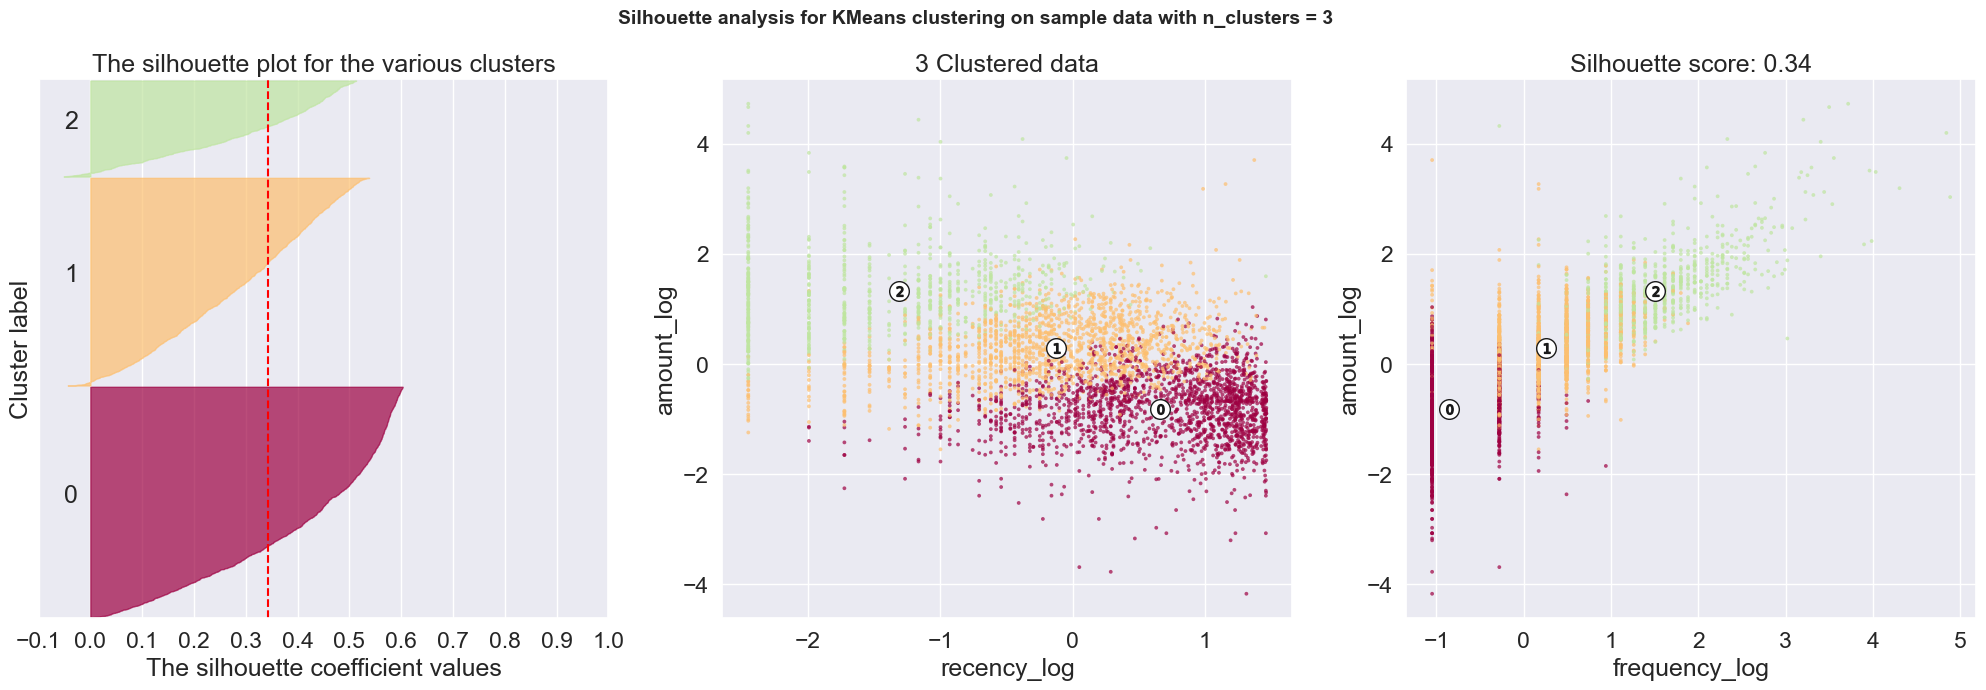 Silhouette analysis for KMeans clustering on sample data with n_clusters = 3
The silhouette plot for the various clusters
2
1
0
Cluster label
−0.1 0.0 0.1 0.2 0.3 0.4 0.5 0.6 0.7 0.8 0.9 1.0
The silhouette coefficient values
3 Clustered data
4
2
0
−2
−4
amount_log
2
1
0
−2 −1 0 1
recency_log
Silhouette score: 0.34
4
2
0
−2
−4
amount_log
2
1
0
−1 0 1 2 3 4 5
frequency_log